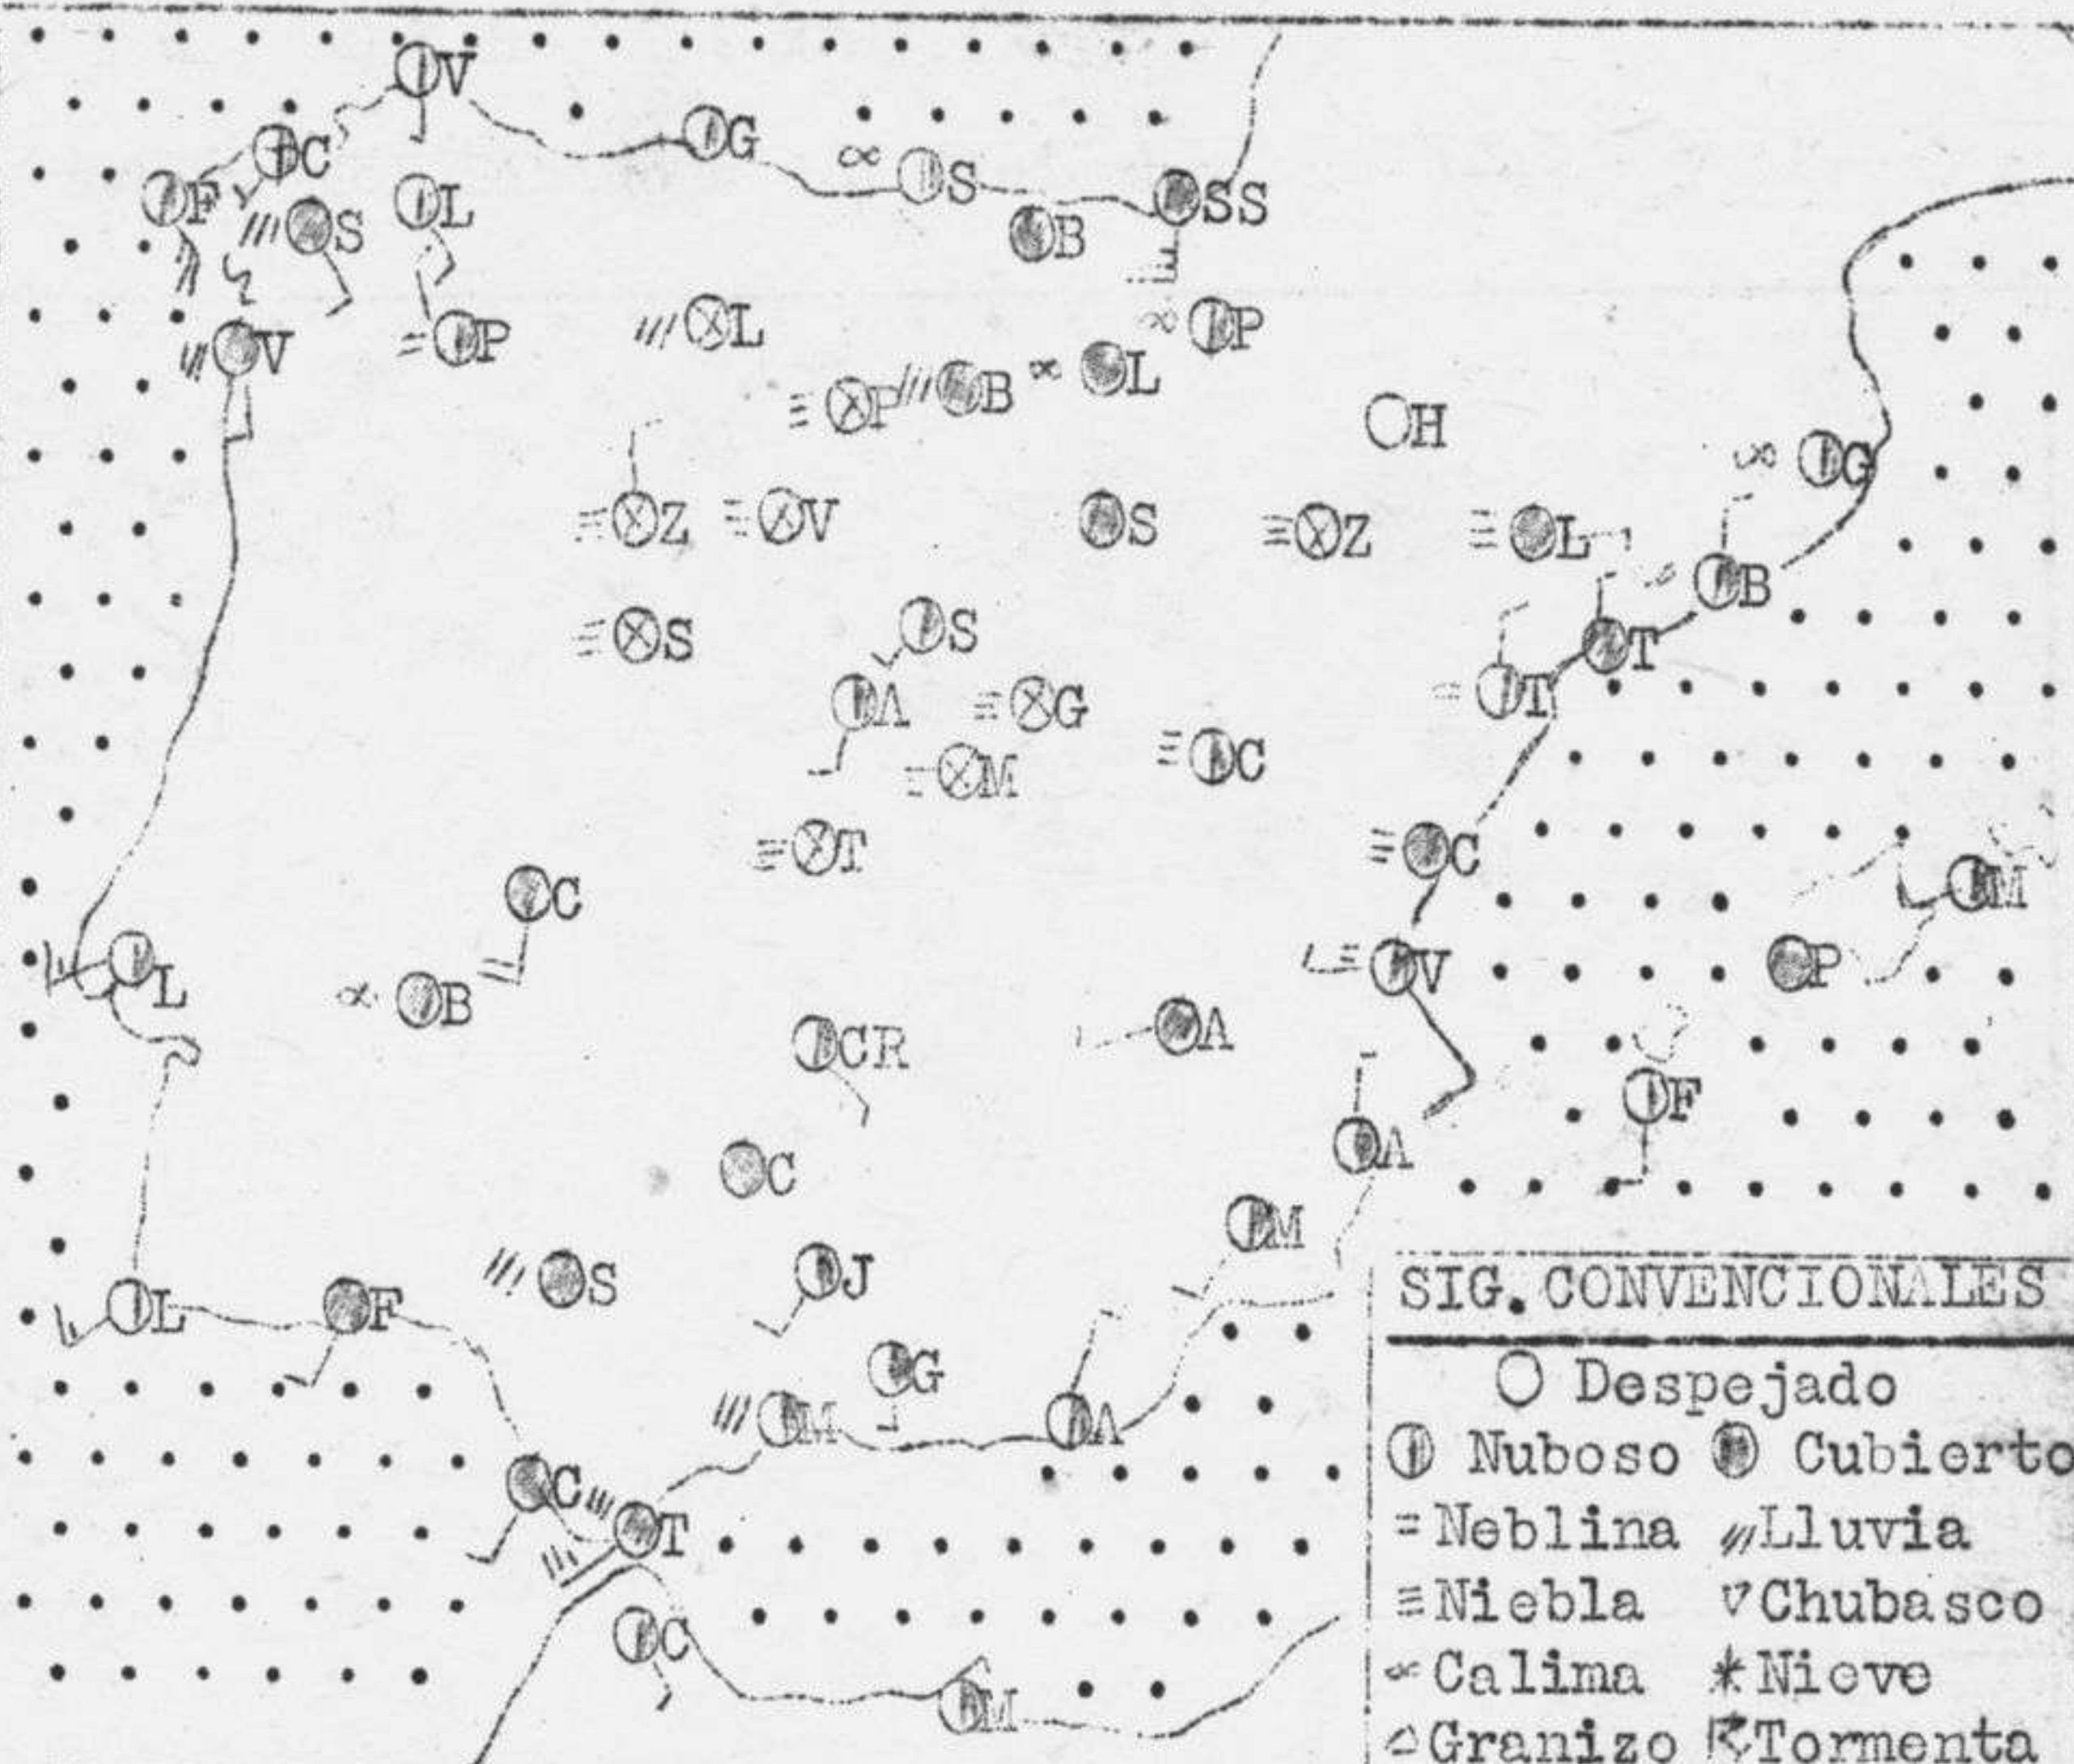 V
G
C
S
SS
F
L
S
B
V
P
L
P
P
B
L
H
G
Z
V
S
Z
L
B
S
S
T
T
A
G
M
C
T
C
C
M
L
B
V
P
CR
A
F
C
A
M
S
J
L
F
G
M
A
C
T
C
M
SIG. CONVENCIONALES
Despejado
Nuboso Cubierto
Neblina Lluvia
Niebla Chubasco
Calima Nieve
Granizo Tormenta